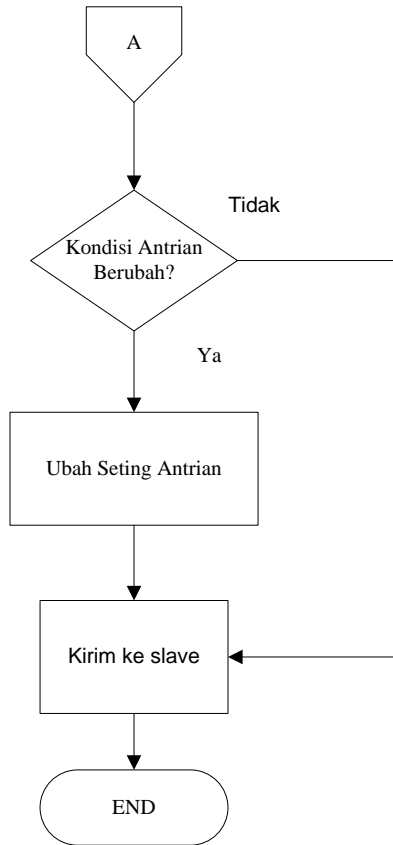 A
Tidak
Kondisi Antrian
Berubah?
Ya
Ubah Seting Antrian
Kirim ke slave
END